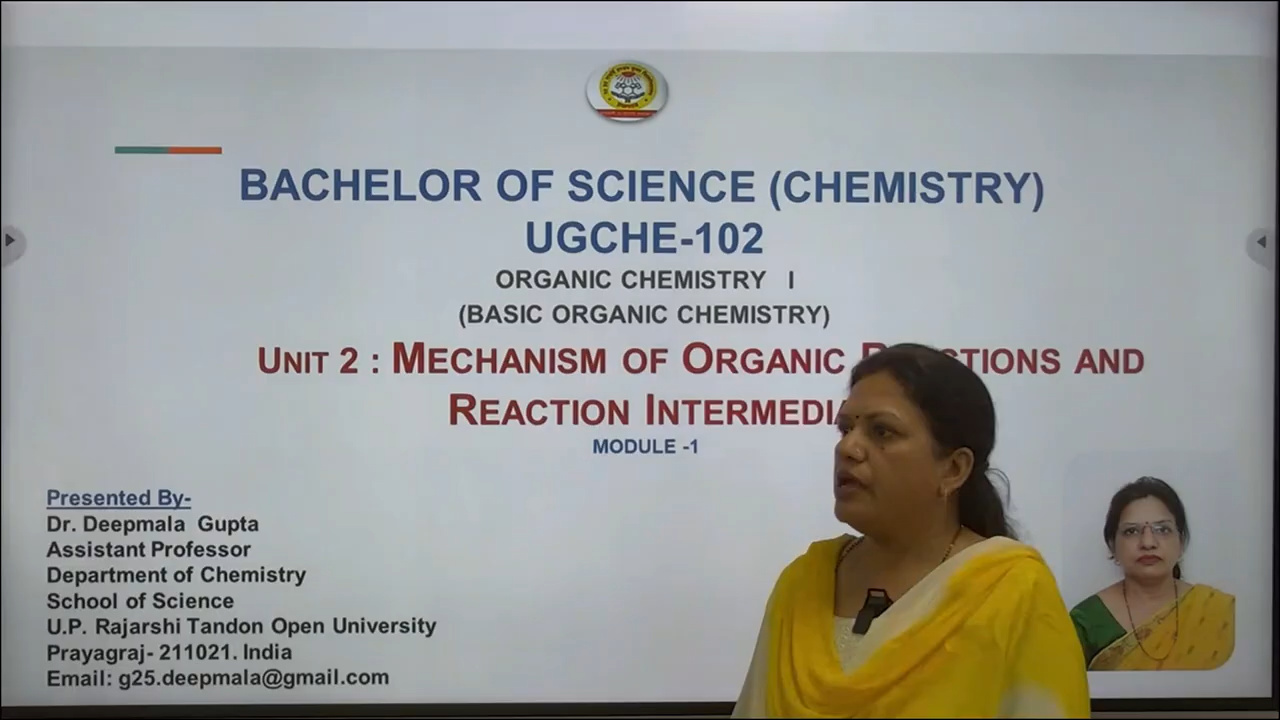 BACHELOR OF SCIENCE (CHEMISTRY)
UGCHE-102
ORGANIC CHEMISTRY I
(BASIC ORGANIC CHEMISTRY)
UNIT 2 : MECHANISM OF ORGANIC AND
REACTION
MODULE -1
Presented By-
Dr. Deepmala Gupta
Assistant Professor
Department of Chemistry
School of Science
U.P. Rajarshi Tandon Open University
Prayagraj- 211021. India
Email: g25.deepmala@gmail.com